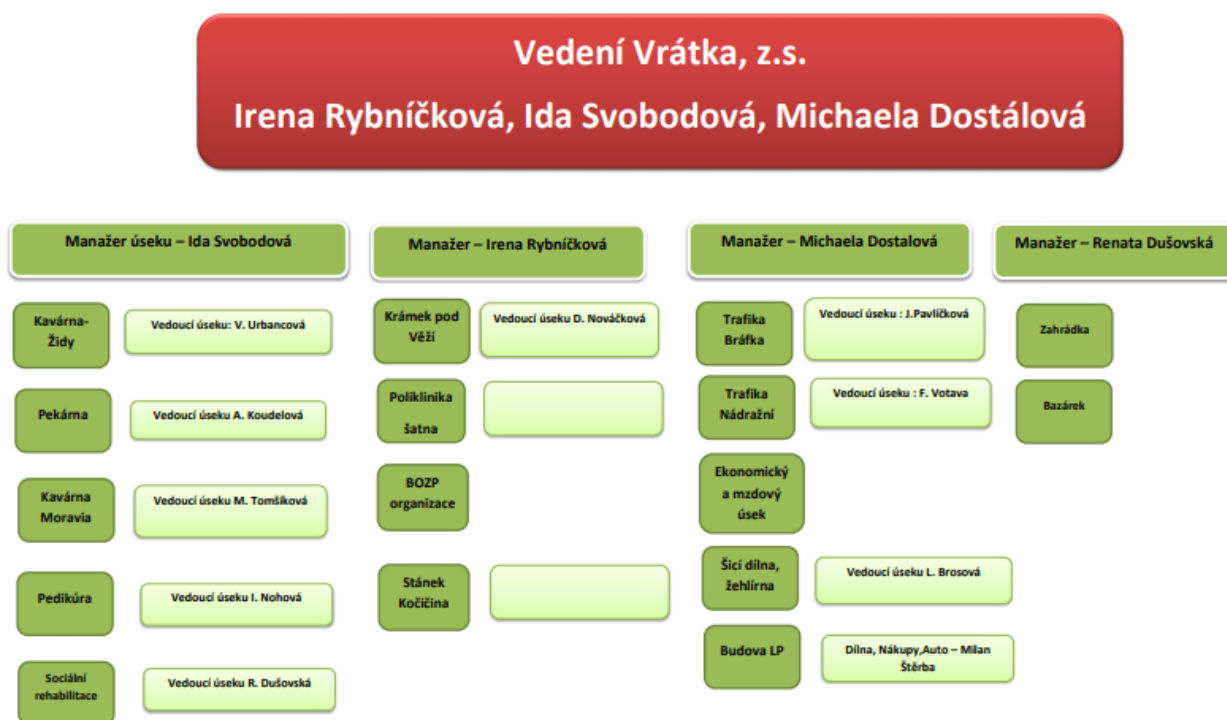 Vedení Vrátka, z.s.
Irena Rybníčková, Ida Svobodová, Michaela Dostálová
Manažer úseku – Ida Svobodová
Kavárna-
Židy
Vedoucí úseku: V. Urbancová
Pekárna
Vedoucí úseku A. Koudelová
Kavárna
Moravia
Vedoucí úseku M. Tomšíková
Pedikúra
Vedoucí úseku I. Nohová
Sociální
rehabilitace
Vedoucí úseku R. Dušovská
Manažer – Irena Rybníčková
Krámek pod
Věží
Vedoucí úseku D. Nováčková
Poliklinika
šatna
BOZP
organizace
Stánek
Kočičina
Manažer – Michaela Dostalová
Trafika
Bráfka
Vedoucí úseku : J.Pavlíčková
Trafika
Nádražní
Vedoucí úseku : F. Votava
Ekonomický
a mzdový
úsek
Šicí dílna,
žehlírna
Vedoucí úseku L. Brosová
Budova LP
Dílna, Nákupy,Auto – Milan
Štěrba
Manažer – Renata Dušovská
Zahrádka
Bazárek